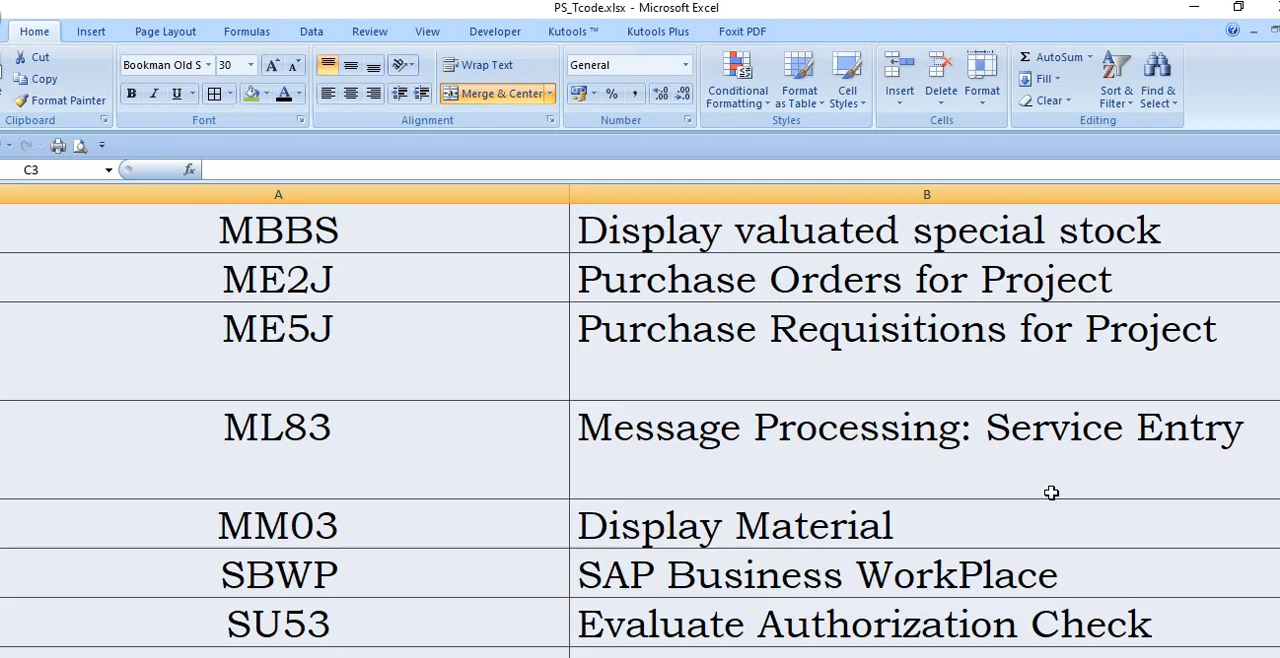 PS_Tcode.xlsx - Microsoft Excel
Home Insert Page Layout Formulas Data Review View Developer Kutools ™ Kutools Plus Foxit PDF
Cut
Copy
Format Painter
Clipboard
Bookman Old S 30 A A
B I U A
Font
Wrap Text
Merge & Center
Alignment
General
% ,
Number
Conditional Formatting
Format as Table
Cell Styles
Styles
Insert Delete Format
Cells
Σ AutoSum
Fill
Clear
Sort & Filter
Find & Select
Editing
C3 fx
A B
MBBS Display valuated special stock
ME2J Purchase Orders for Project
ME5J Purchase Requisitions for Project
ML83 Message Processing: Service Entry
MM03 Display Material
SBWP SAP Business WorkPlace
SU53 Evaluate Authorization Check